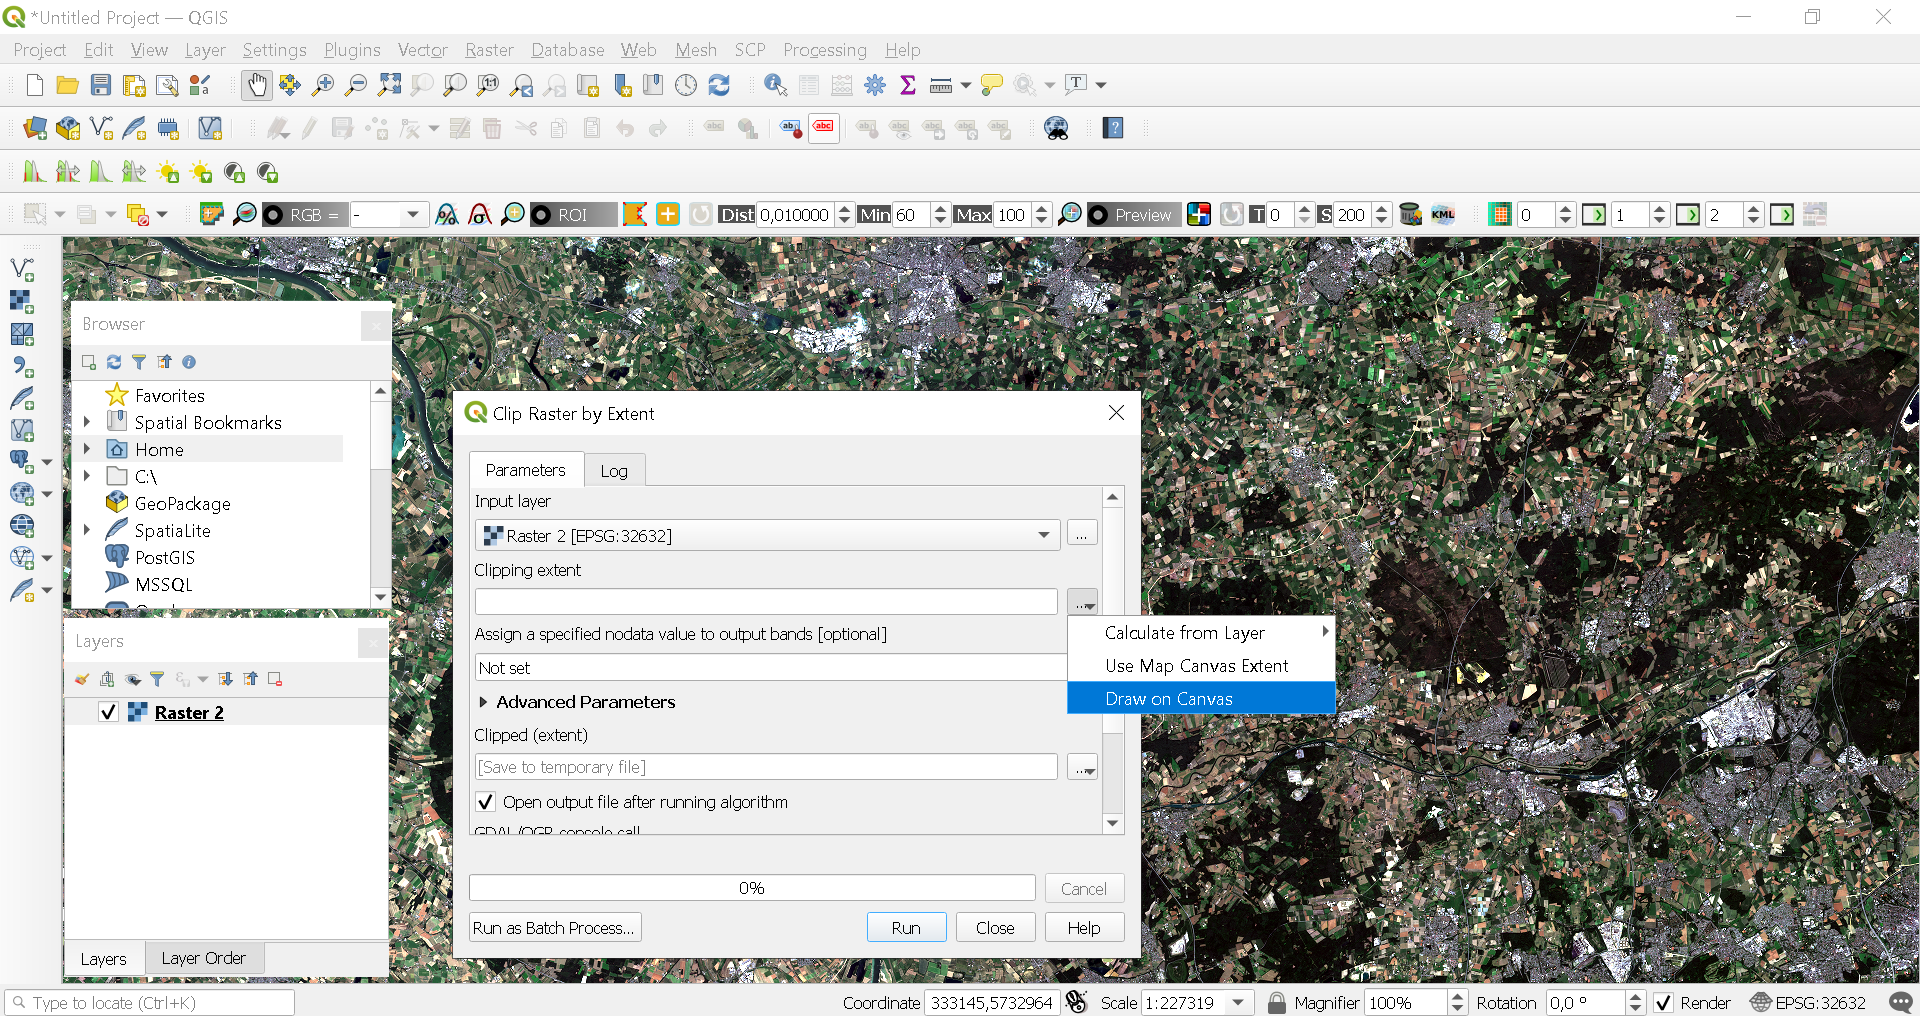 *Untitled Project — QGIS
Project Edit View Layer Settings Plugins Vector Raster Database Web Mesh SCP Processing Help
RGB = - ROI Dist 0,010000 Min 60 Max 100 Preview T 0 S 200 KML 0 1 2
Browser
Favorites
Spatial Bookmarks
Home
C:\
GeoPackage
SpatiaLite
PostGIS
MSSQL
Layers
Raster 2
Layers Layer Order
Clip Raster by Extent
Parameters Log
Input layer
Raster 2 [EPSG:32632]
...
Clipping extent
...
Assign a specified nodata value to output bands [optional]
Not set
Advanced Parameters
Clipped (extent)
[Save to temporary file]
...
Open output file after running algorithm
GDAL/OGR console call
0%
Cancel
Run as Batch Process...
Run
Close
Help
Calculate from Layer
Use Map Canvas Extent
Draw on Canvas
Type to locate (Ctrl+K)
Coordinate 333145,5732964 Scale 1:227319 Magnifier 100% Rotation 0,0 ° Render EPSG:32632